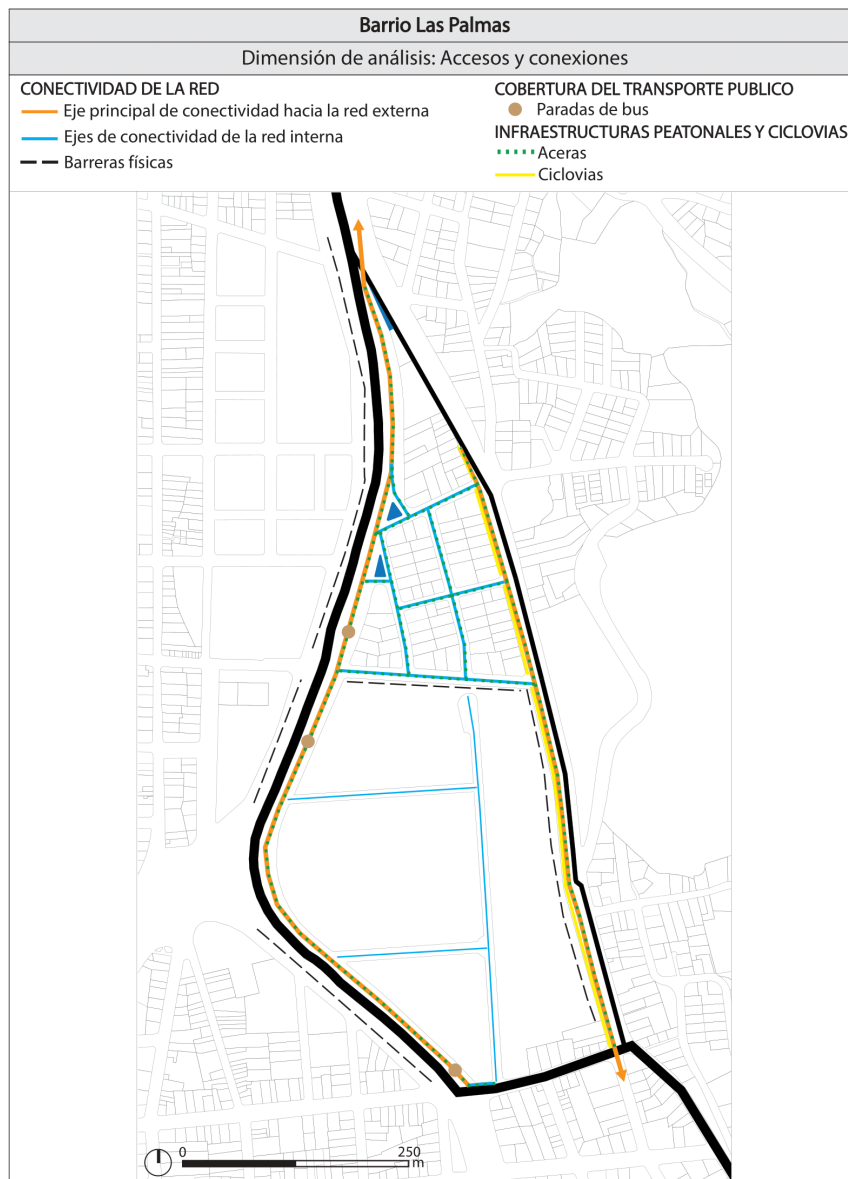 Barrio Las Palmas
Dimensión de análisis: Accesos y conexiones
CONECTIVIDAD DE LA RED
Eje principal de conectividad hacia la red externa
Ejes de conectividad de la red interna
Barreras físicas
COBERTURA DEL TRANSPORTE PUBLICO
Paradas de bus
INFRAESTRUCTURAS PEATONALES Y CICLOVIAS
Aceras
Ciclovias
0 250
m